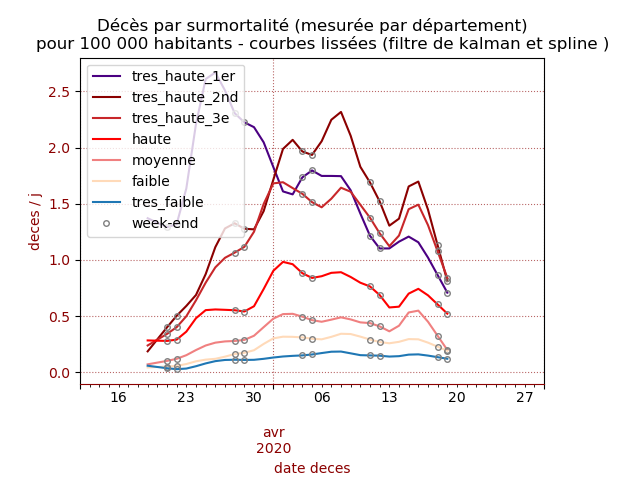 Décès par surmortalité (mesurée par département)
pour 100 000 habitants - courbes lissées (filtre de kalman et spline )
tres_haute_1er
tres_haute_2nd
tres_haute_3e
haute
moyenne
faible
tres_faible
week-end
deces / j
2.5
2.0
1.5
1.0
0.5
0.0
16 23 30 06 13 20 27
avr
2020
date deces